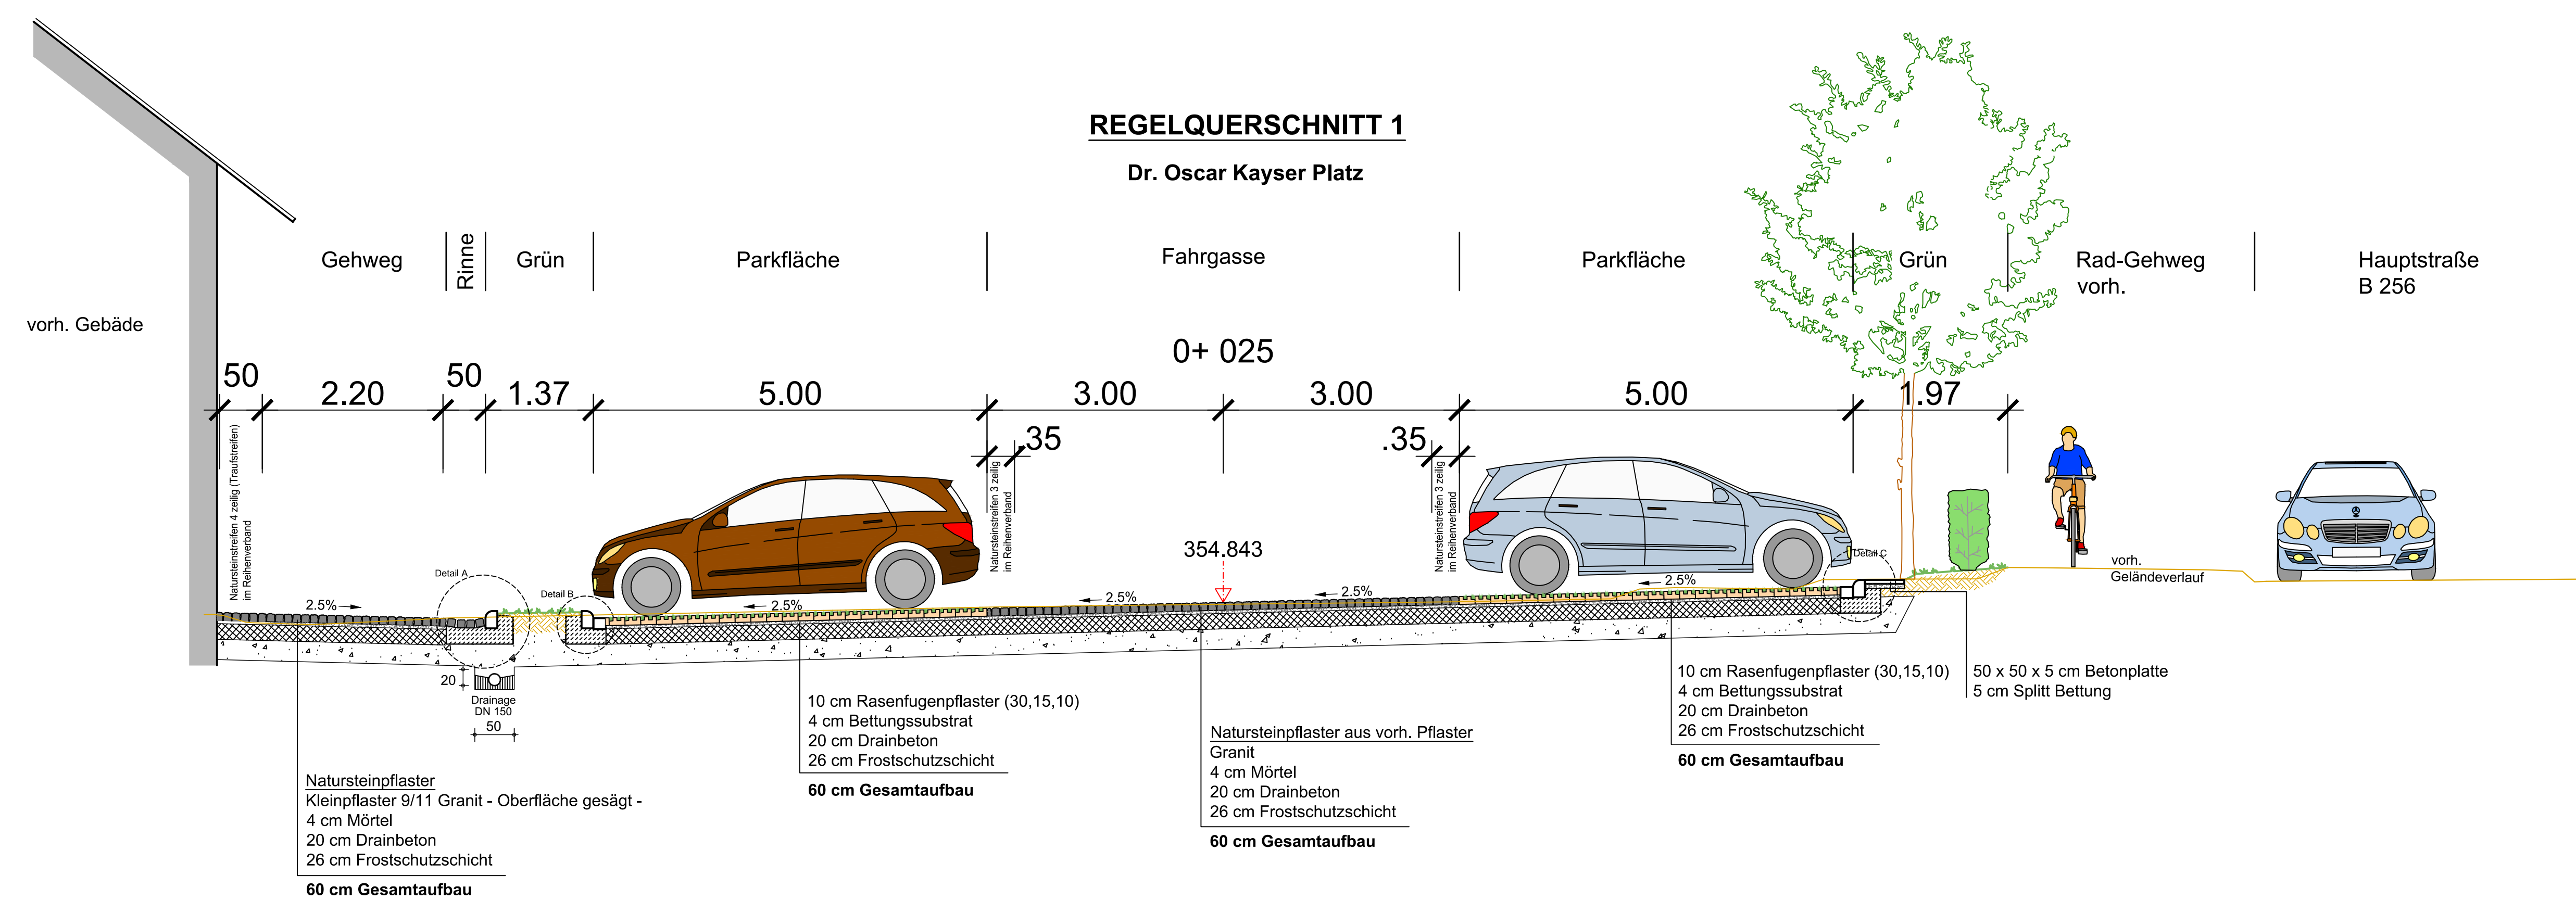 REGELQUERSCHNITT 1
Dr. Oscar Kayser Platz
Gehweg
Rinne
Grün
Parkfläche
Fahrgasse
Parkfläche
Grün
Rad-Gehweg
vorh.
Hauptstraße
B 256
vorh. Gebäde
0+ 025
50
2.20
50
1.37
5.00
3.00
3.00
5.00
1.97
.35
.35
Natursteinstreifen 4 zeilig (Traufstreifen)
im Reihenverband
Natursteinstreifen 3 zeilig
im Reihenverband
Natursteinstreifen 3 zeilig
im Reihenverband
354.843
Detail A
Detail B
Detail C
vorh.
Geländeverlauf
2.5%
2.5%
2.5%
2.5%
2.5%
20
Drainage
DN 150
50
Natursteinpflaster
Kleinpflaster 9/11 Granit - Oberfläche gesägt -
4 cm Mörtel
20 cm Drainbeton
26 cm Frostschutzschicht
60 cm Gesamtaufbau
10 cm Rasenfugenpflaster (30,15,10)
4 cm Bettungssubstrat
20 cm Drainbeton
26 cm Frostschutzschicht
60 cm Gesamtaufbau
Natursteinpflaster aus vorh. Pflaster
Granit
4 cm Mörtel
20 cm Drainbeton
26 cm Frostschutzschicht
60 cm Gesamtaufbau
10 cm Rasenfugenpflaster (30,15,10)
4 cm Bettungssubstrat
20 cm Drainbeton
26 cm Frostschutzschicht
60 cm Gesamtaufbau
50 x 50 x 5 cm Betonplatte
5 cm Splitt Bettung